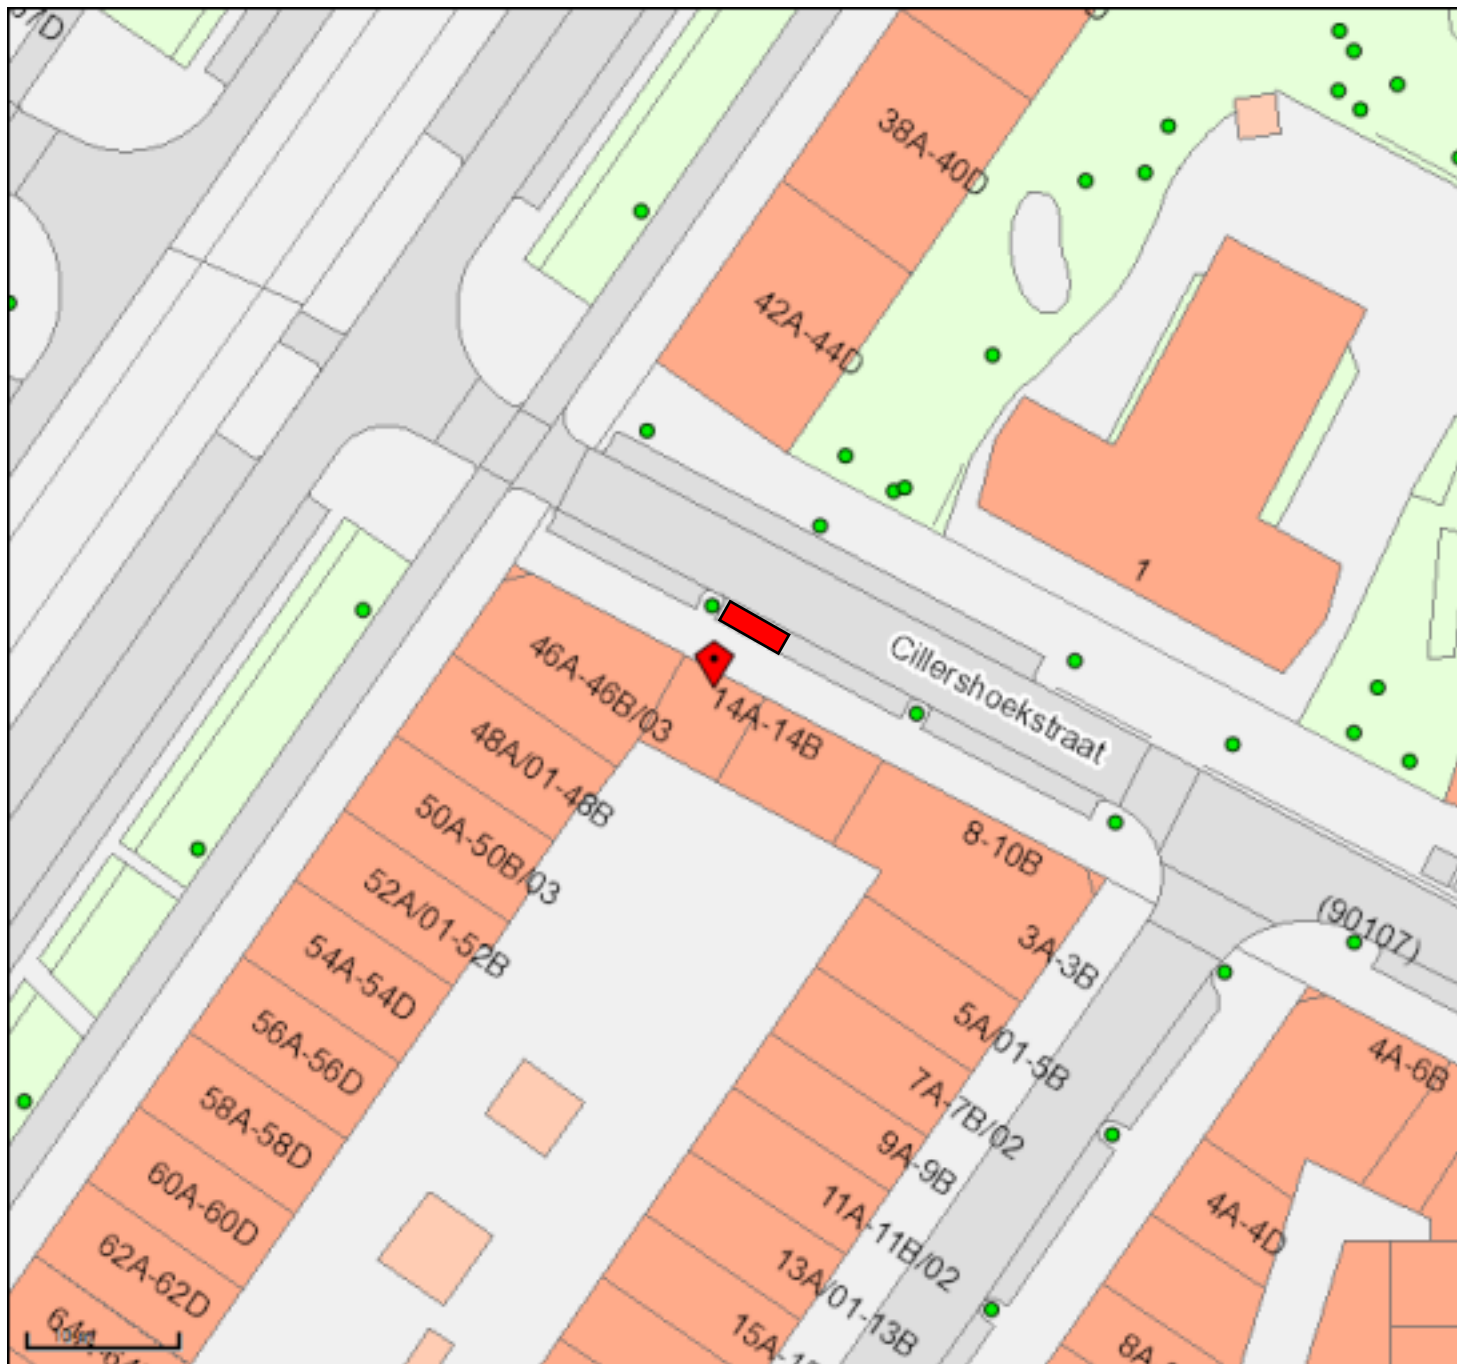 38A-40D
42A-44D
1
Cillershoekstraat
46A-46B/03
14A-14B
48A/01-48B
50A-50B/03
8-10B
52A/01-52B
(90107)
3A-3B
54A-54D
5A/01-5B
56A-56D
4A-6B
7A-7B/02
58A-58D
9A-9B
60A-60D
11A-11B/02
4A-4D
62A-62D
13A/01-13B